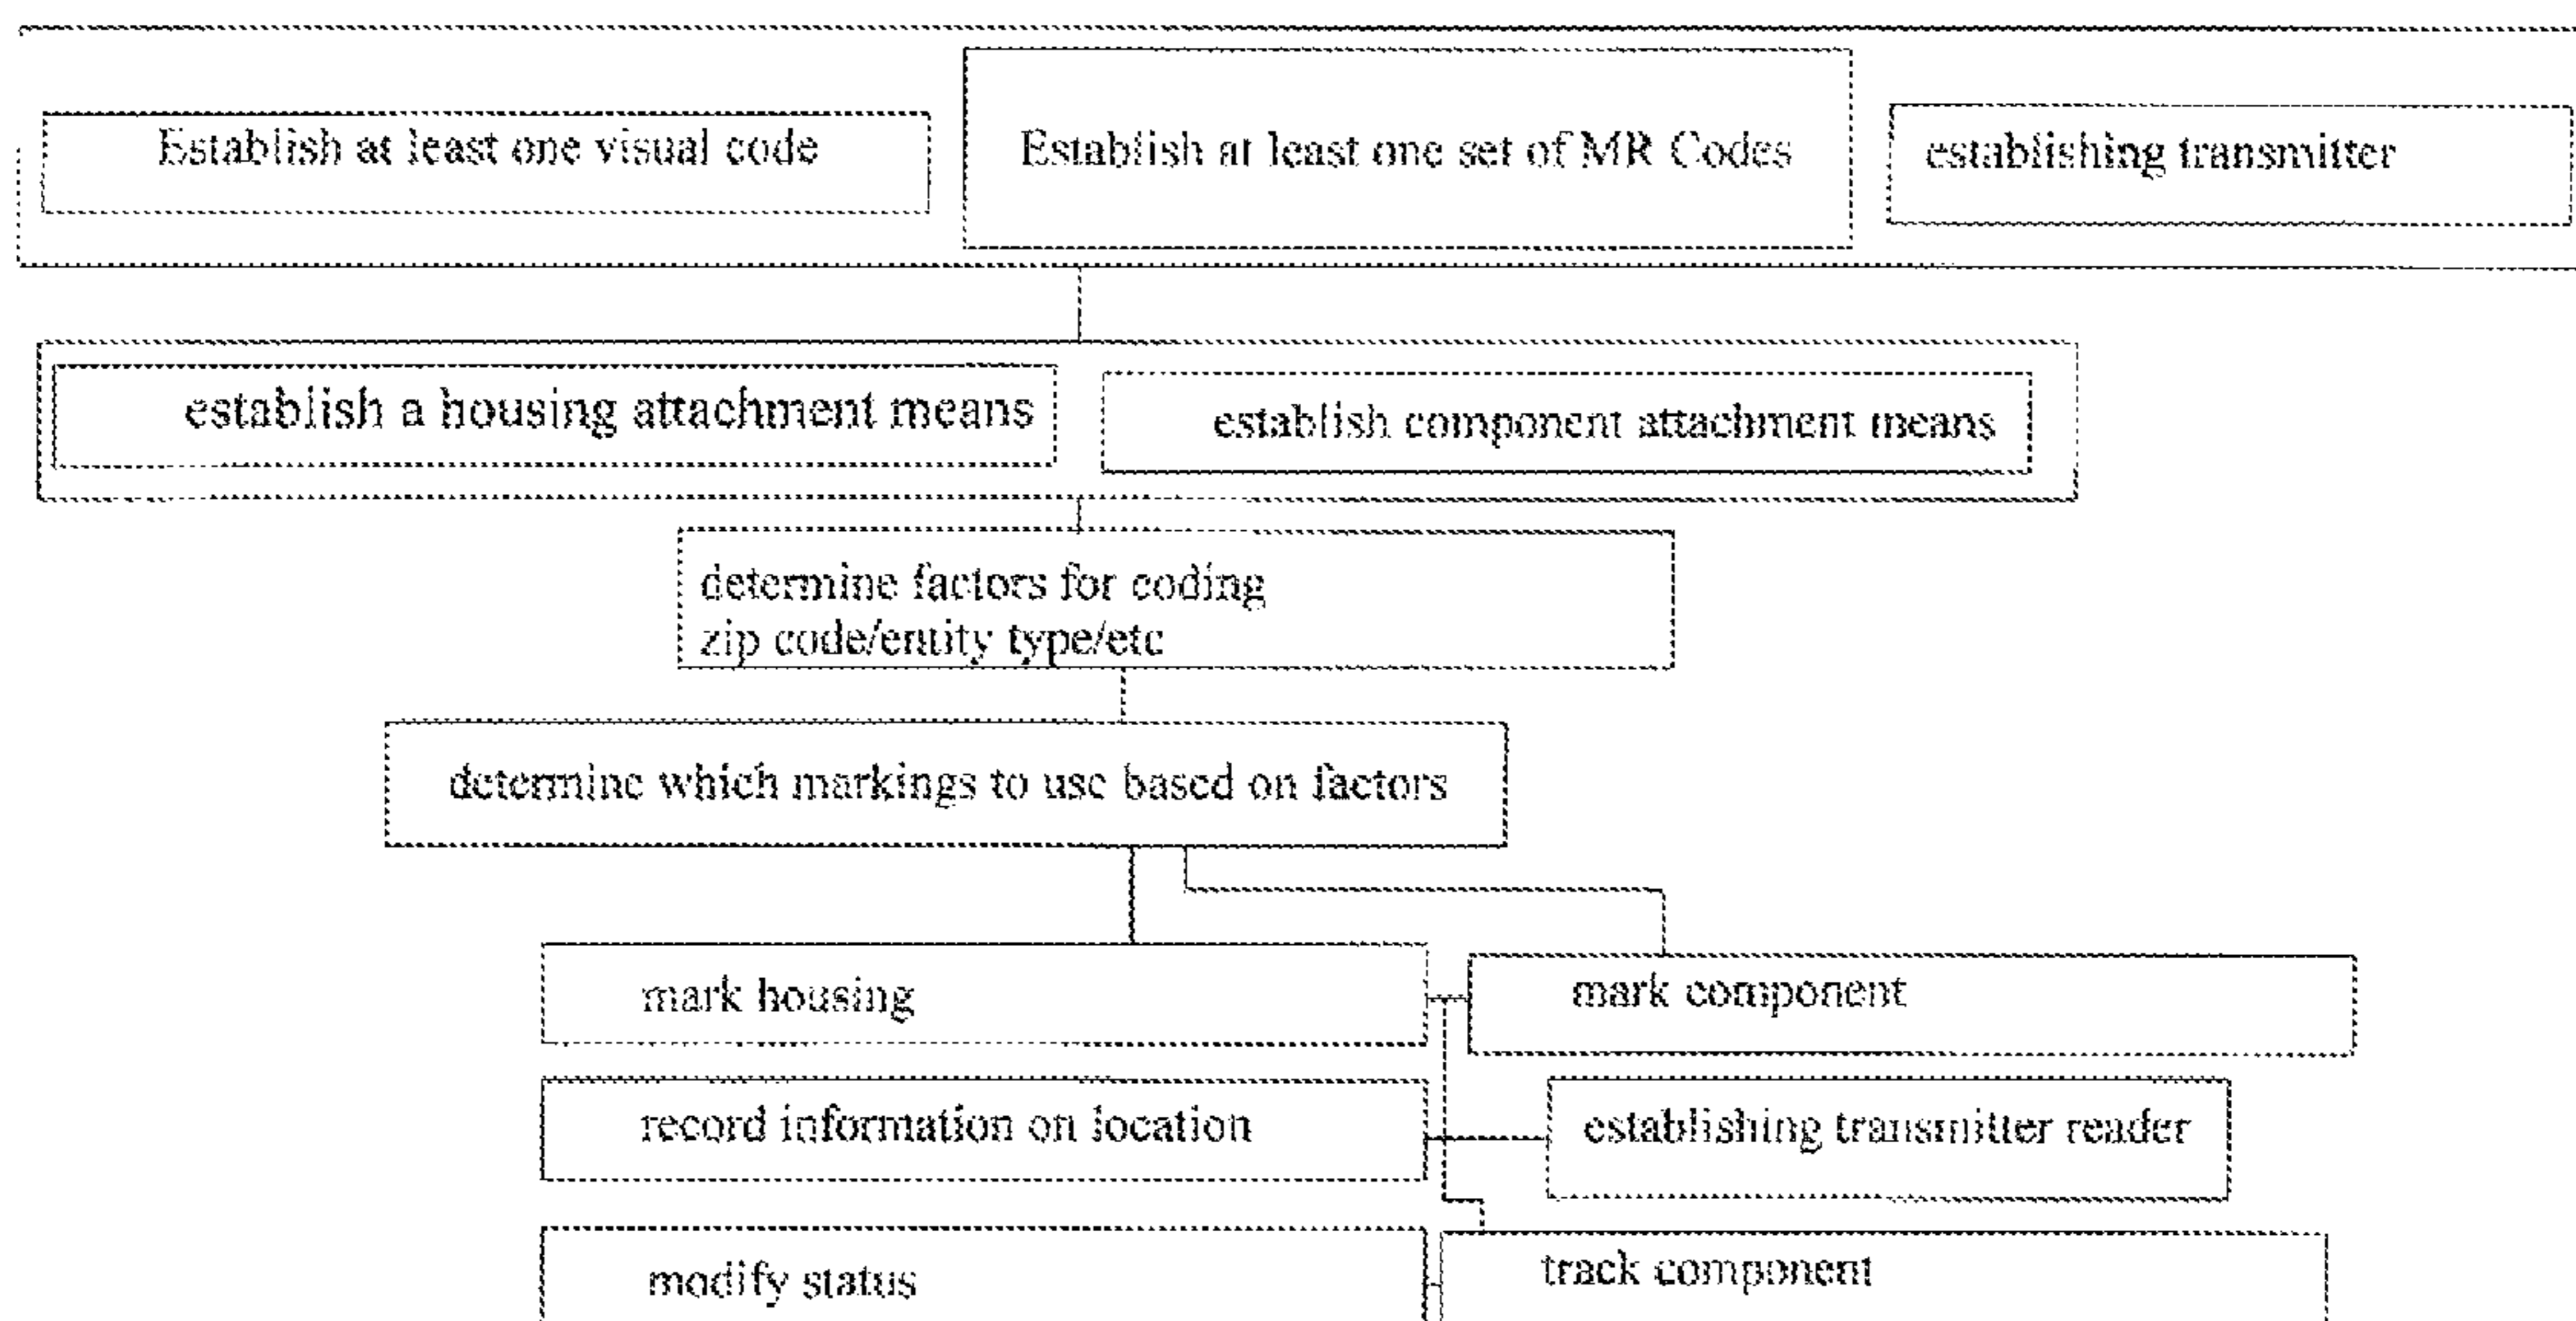 Establish at least one visual code
Establish at least one set of MR Codes
establishing transmitter
establish a housing attachment means
establish component attachment means
determine factors for coding
zip code/entity type/etc
determine which markings to use based on factors
mark housing
mark component
record information on location
establishing transmitter reader
modify status
track component